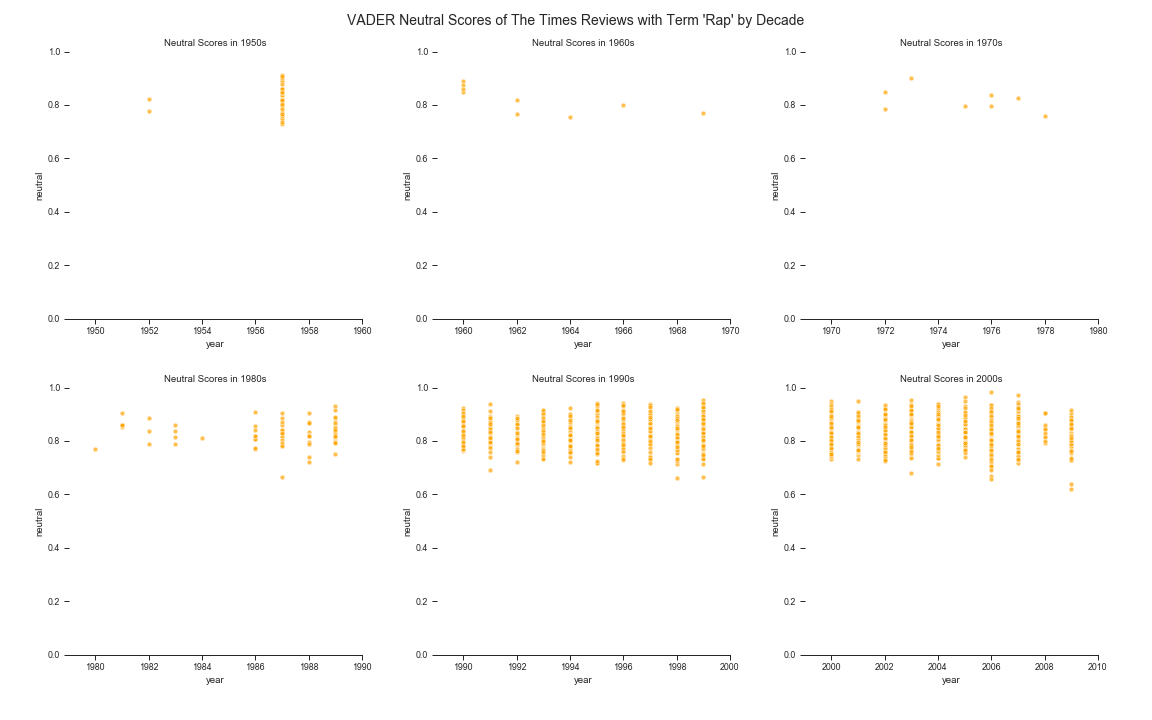 VADER Neutral Scores of The Times Reviews with Term 'Rap' by Decade
Neutral Scores in 1950s
1.0
0.8
0.6
0.4
0.2
0.0
neutral
1950 1952 1954 1956 1958 1960
year
Neutral Scores in 1960s
1.0
0.8
0.6
0.4
0.2
0.0
neutral
1960 1962 1964 1966 1968 1970
year
Neutral Scores in 1970s
1.0
0.8
0.6
0.4
0.2
0.0
neutral
1970 1972 1974 1976 1978 1980
year
Neutral Scores in 1980s
1.0
0.8
0.6
0.4
0.2
0.0
neutral
1980 1982 1984 1986 1988 1990
year
Neutral Scores in 1990s
1.0
0.8
0.6
0.4
0.2
0.0
neutral
1990 1992 1994 1996 1998 2000
year
Neutral Scores in 2000s
1.0
0.8
0.6
0.4
0.2
0.0
neutral
2000 2002 2004 2006 2008 2010
year